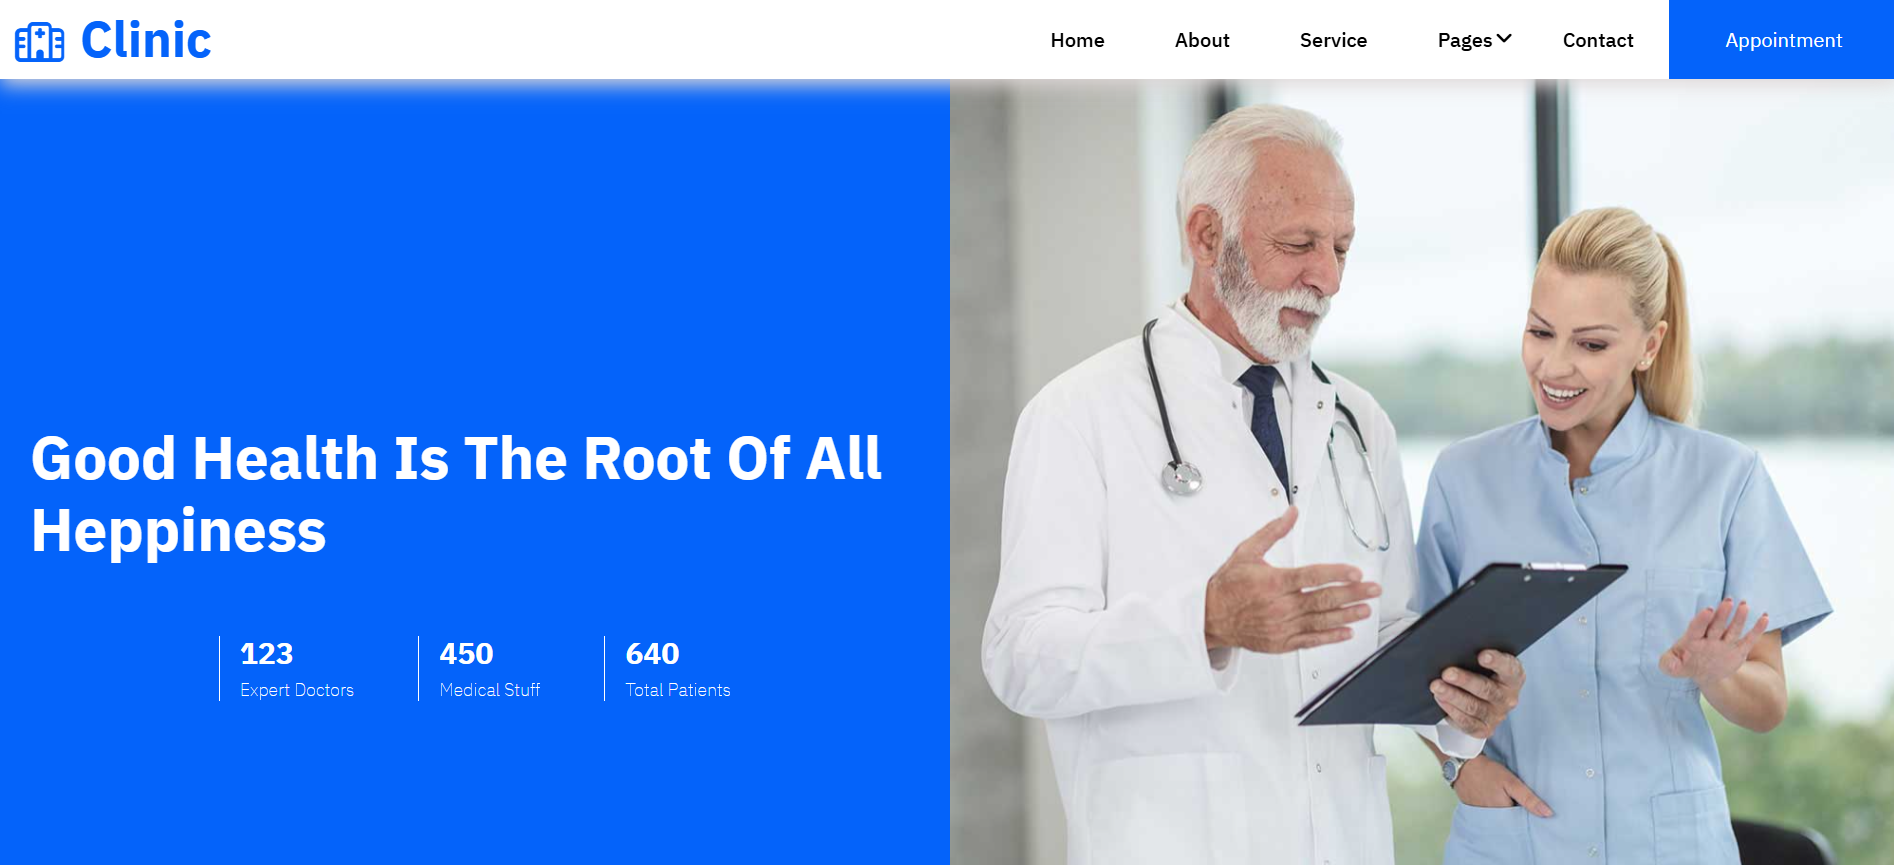 Clinic
Home About Service Pages Contact Appointment
Good Health Is The Root Of All
Heppiness
123 450 640
Expert Doctors Medical Stuff Total Patients